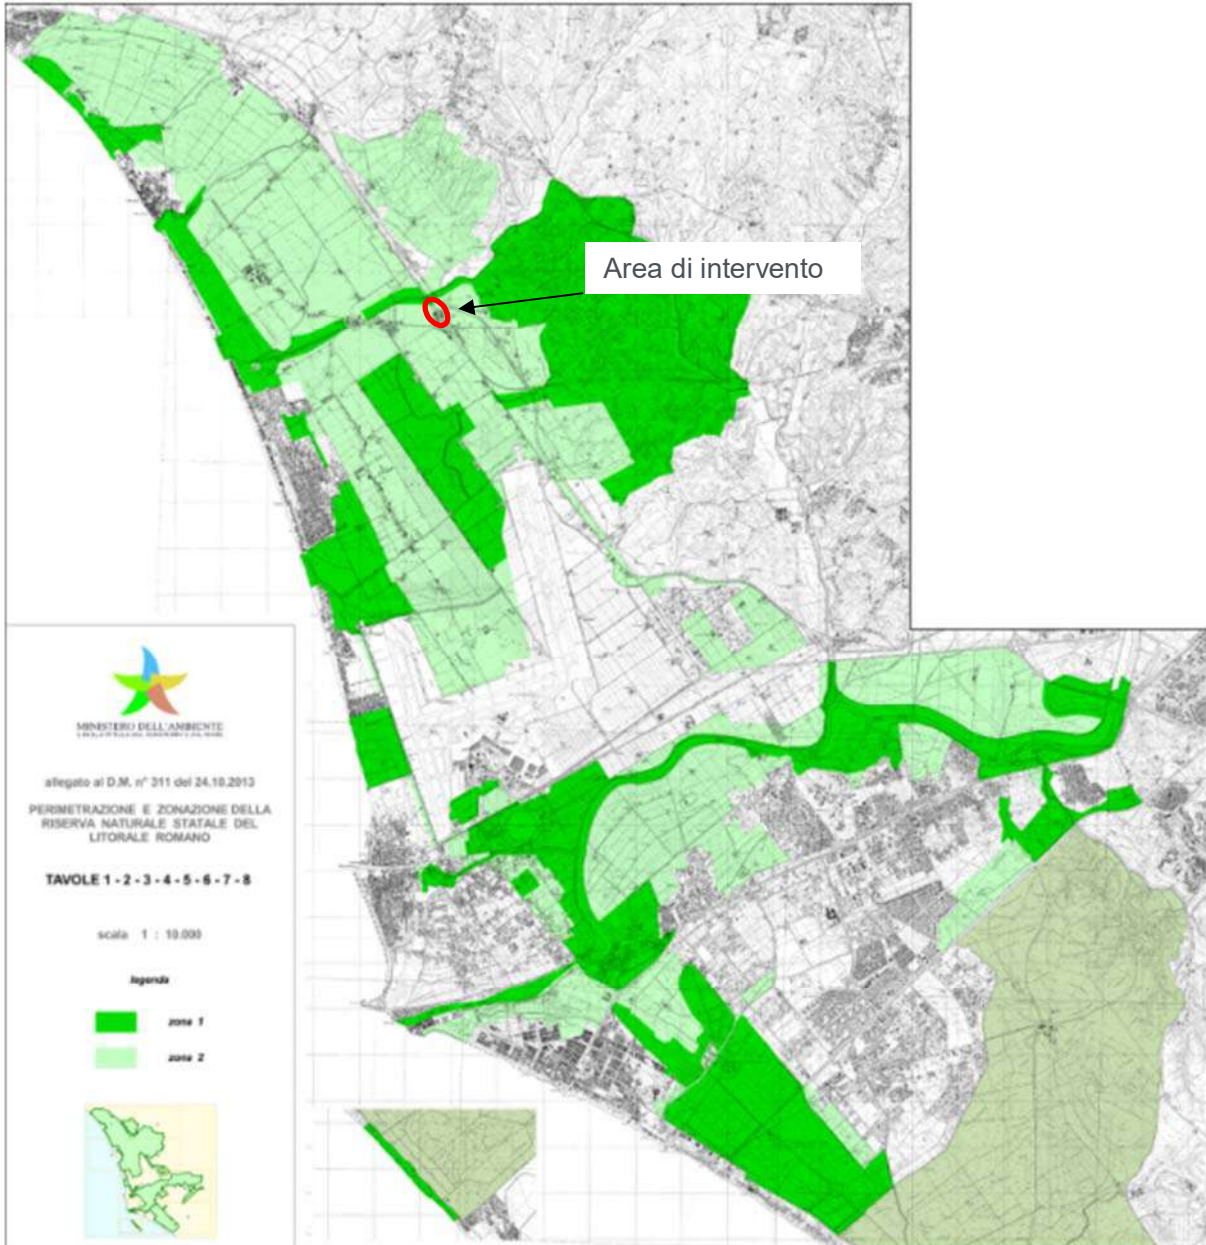 Area di intervento
MINISTERO DELL'AMBIENTE
allegato al D.M. n° 311 del 24.10.2013
PERIMETRAZIONE E ZONAZIONE DELLA
RISERVA NATURALE STATALE DEL
LITORALE ROMANO
TAVOLE 1 - 2 - 3 - 4 - 5 - 6 - 7 - 8
scala 1 : 10.000
legenda
zona 1
zona 2